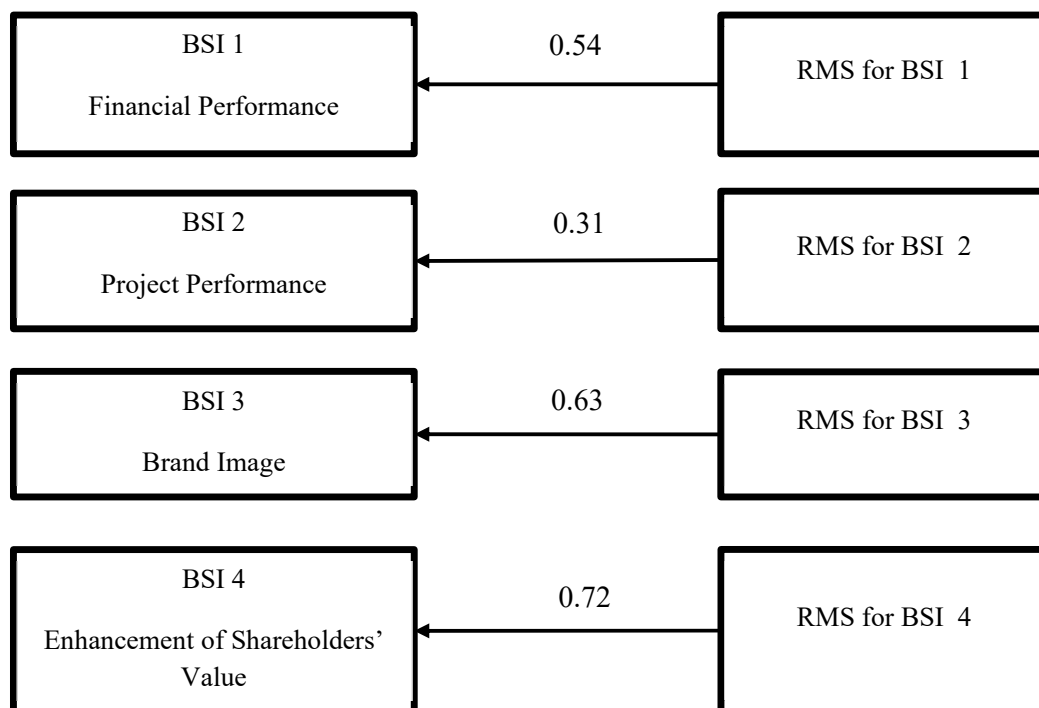 BSI 1
Financial Performance
0.54
RMS for BSI 1
BSI 2
Project Performance
0.31
RMS for BSI 2
BSI 3
Brand Image
0.63
RMS for BSI 3
BSI 4
Enhancement of Shareholders’
Value
0.72
RMS for BSI 4